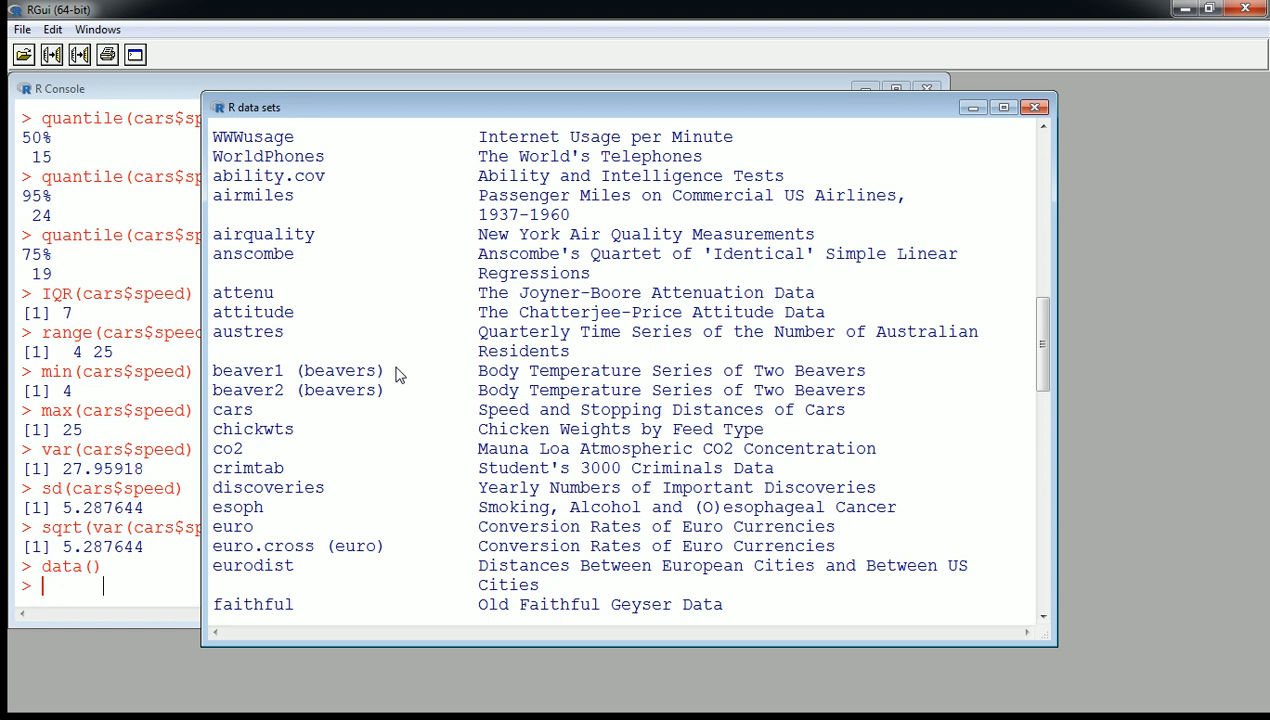 RGui (64-bit)
File Edit Windows
R Console
> quantile(cars$sp
50%
15
> quantile(cars$sp
95%
24
> quantile(cars$sp
75%
19
> IQR(cars$speed)
[1] 7
> range(cars$speed
[1]  4 25
> min(cars$speed)
[1] 4
> max(cars$speed)
[1] 25
> var(cars$speed)
[1] 27.95918
> sd(cars$speed)
[1] 5.287644
> sqrt(var(cars$sp
[1] 5.287644
> data()
>
R data sets
WWWusage Internet Usage per Minute
WorldPhones The World's Telephones
ability.cov Ability and Intelligence Tests
airmiles Passenger Miles on Commercial US Airlines,
1937-1960
airquality New York Air Quality Measurements
anscombe Anscombe's Quartet of 'Identical' Simple Linear
Regressions
attenu The Joyner-Boore Attenuation Data
attitude The Chatterjee-Price Attitude Data
austres Quarterly Time Series of the Number of Australian
Residents
beaver1 (beavers) Body Temperature Series of Two Beavers
beaver2 (beavers) Body Temperature Series of Two Beavers
cars Speed and Stopping Distances of Cars
chickwts Chicken Weights by Feed Type
co2 Mauna Loa Atmospheric CO2 Concentration
crimtab Student's 3000 Criminals Data
discoveries Yearly Numbers of Important Discoveries
esoph Smoking, Alcohol and (O)esophageal Cancer
euro Conversion Rates of Euro Currencies
euro.cross (euro) Conversion Rates of Euro Currencies
eurodist Distances Between European Cities and Between US
Cities
faithful Old Faithful Geyser Data